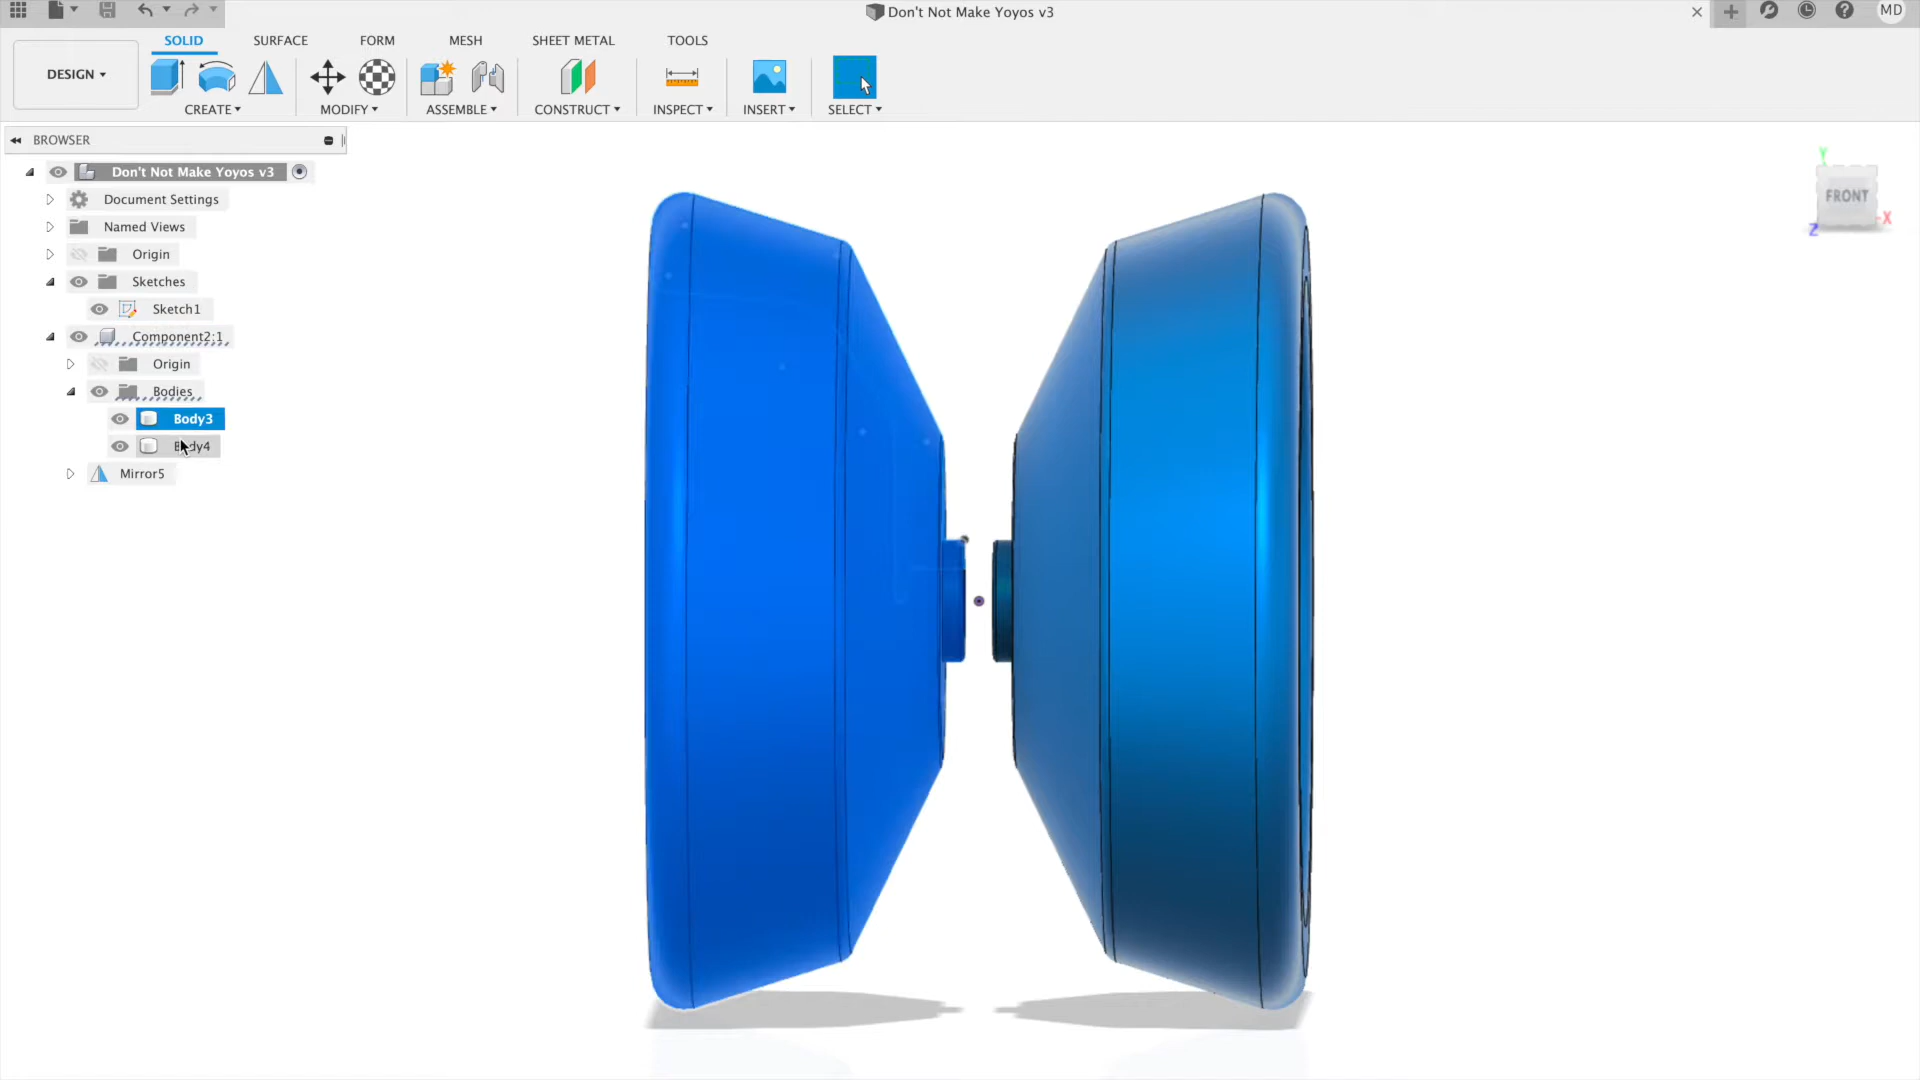 Don't Not Make Yoyos v3
MD
DESIGN
SOLID
SURFACE
FORM
MESH
SHEET METAL
TOOLS
CREATE
MODIFY
ASSEMBLE
CONSTRUCT
INSPECT
INSERT
SELECT
BROWSER
Don't Not Make Yoyos v3
Document Settings
Named Views
Origin
Sketches
Sketch1
Component2:1
Origin
Bodies
Body3
Body4
Mirror5
Y
FRONT
X
Z